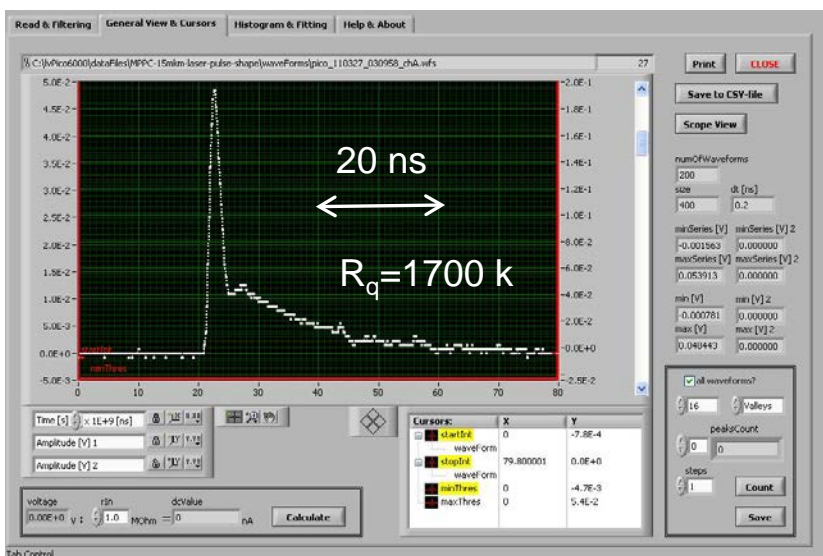 Read & Filtering General View & Cursors Histogram & Fitting Help & About
C:\lvPico6000\dataFiles\MPPC-15mkm-laser-pulse-shape\waveForms\pico_110327_030958_chA.wfs 27
Print CLOSE
Save to CSV-file
Scope View
numOfWaveforms
200
size dt [ns]
400 0.2
minSeries [V] minSeries [V] 2
-0.001563 0.000000
maxSeries [V] maxSeries [V] 2
0.053913 0.000000
min [V] min [V] 2
-0.000781 0.000000
max [V] max [V] 2
0.048443 0.000000
5.0E-2
4.5E-2
4.0E-2
3.5E-2
3.0E-2
2.5E-2
2.0E-2
1.5E-2
1.0E-2
5.0E-3
0.0E+0
-5.0E-3
2.0E-1
1.8E-1
1.6E-1
1.4E-1
1.2E-1
1.0E-1
8.0E-2
6.0E-2
4.0E-2
2.0E-2
0.0E+0
-2.5E-2
20 ns
Rq=1700 k
startInt
minThres
0 10 20 30 40 50 60 70 80
Time [s] x 1E+9 [ns]
Amplitude [V] 1
Amplitude [V] 2
Cursors: X Y
startInt 0 -7.8E-4
waveForm
stopInt 79.800001 0.0E+0
waveForm
minThres 0 -4.7E-3
maxThres 0 5.4E-2
all waveforms?
16 Valleys
peaksCount
0 0
steps
1 Count
Save
voltage rIn dcValue
0.00E+0 V : 1.0 MOhm = 0 nA Calculate
Tab Control